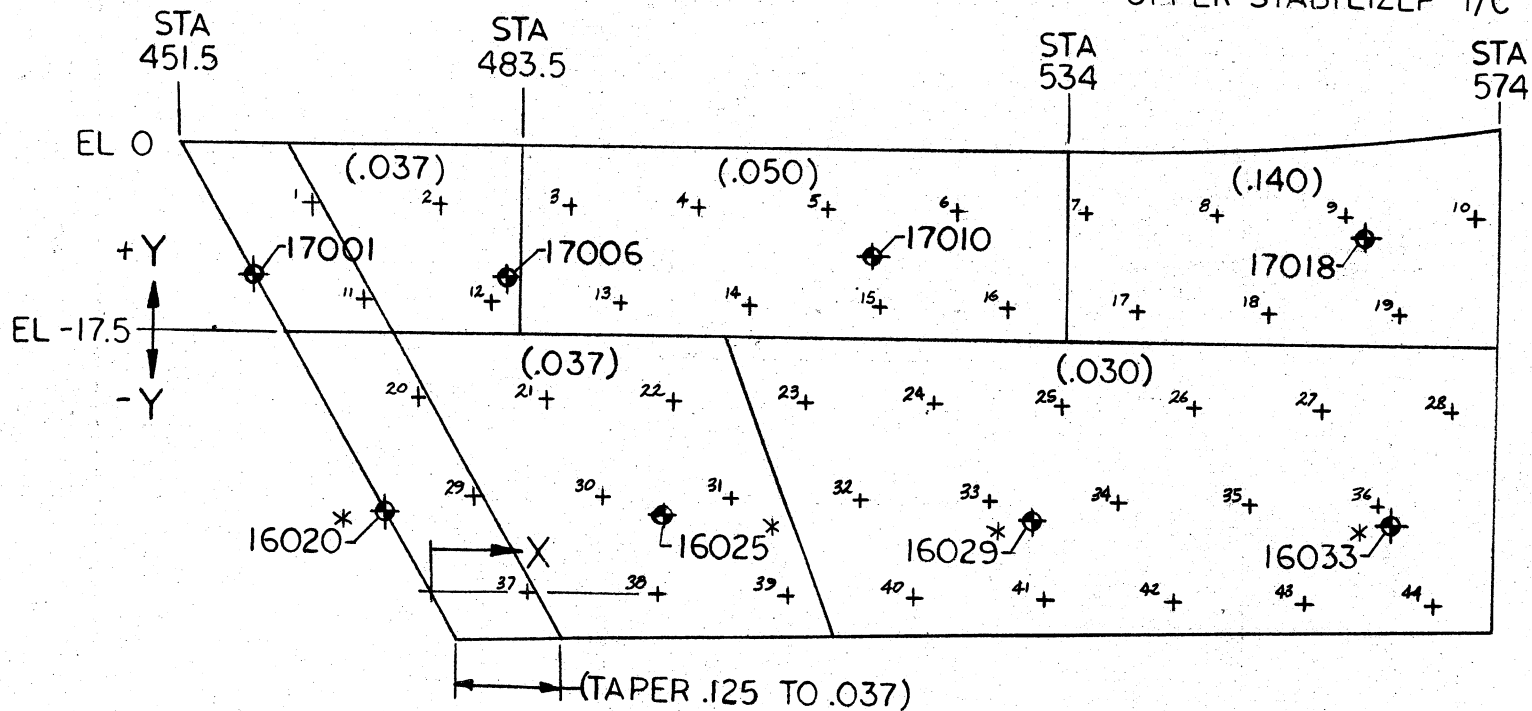 UPPER STABILIZER T/C
STA
451.5
STA
483.5
STA
534
STA
574
EL 0
(.037)
(.050)
(.140)
1 2 3 4 5 6 7 8 9 10
+Y
17001
17006
17010
17018
11 12 13 14 15 16 17 18 19
EL -17.5
-Y
(.037)
(.030)
20 21 22 23 24 25 26 27 28
29 30 31 32 33 34 35 36
16020*
16025*
16029*
16033*
X
37 38 39 40 41 42 43 44
(TAPER .125 TO .037)